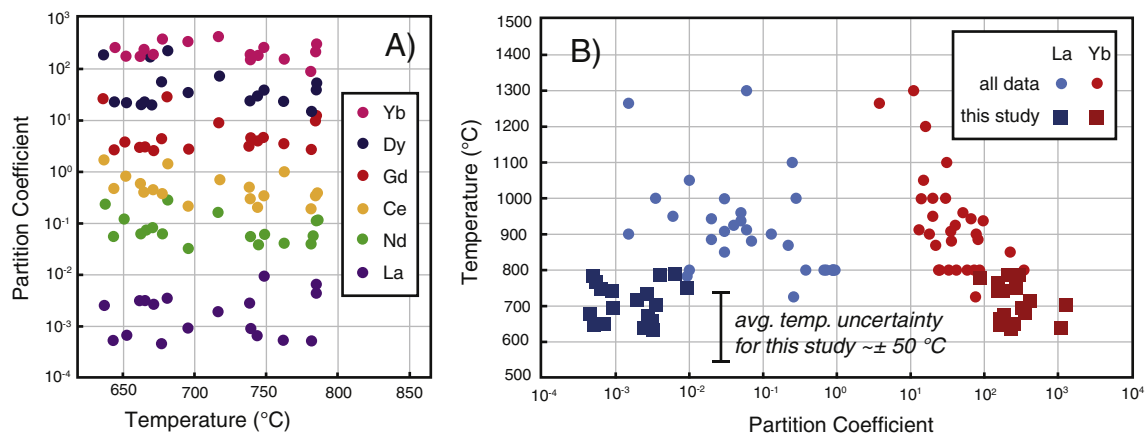 A)
Partition Coefficient
10³
10²
10¹
10⁰
10⁻¹
10⁻²
10⁻³
10⁻⁴
650 700 750 800 850
Temperature (°C)
Yb
Dy
Gd
Ce
Nd
La
B)
Temperature (°C)
1500
1400
1300
1200
1100
1000
900
800
700
600
500
10⁻⁴ 10⁻³ 10⁻² 10⁻¹ 10⁰ 10¹ 10² 10³ 10⁴
Partition Coefficient
La Yb
all data
this study
avg. temp. uncertainty
for this study ~± 50 °C